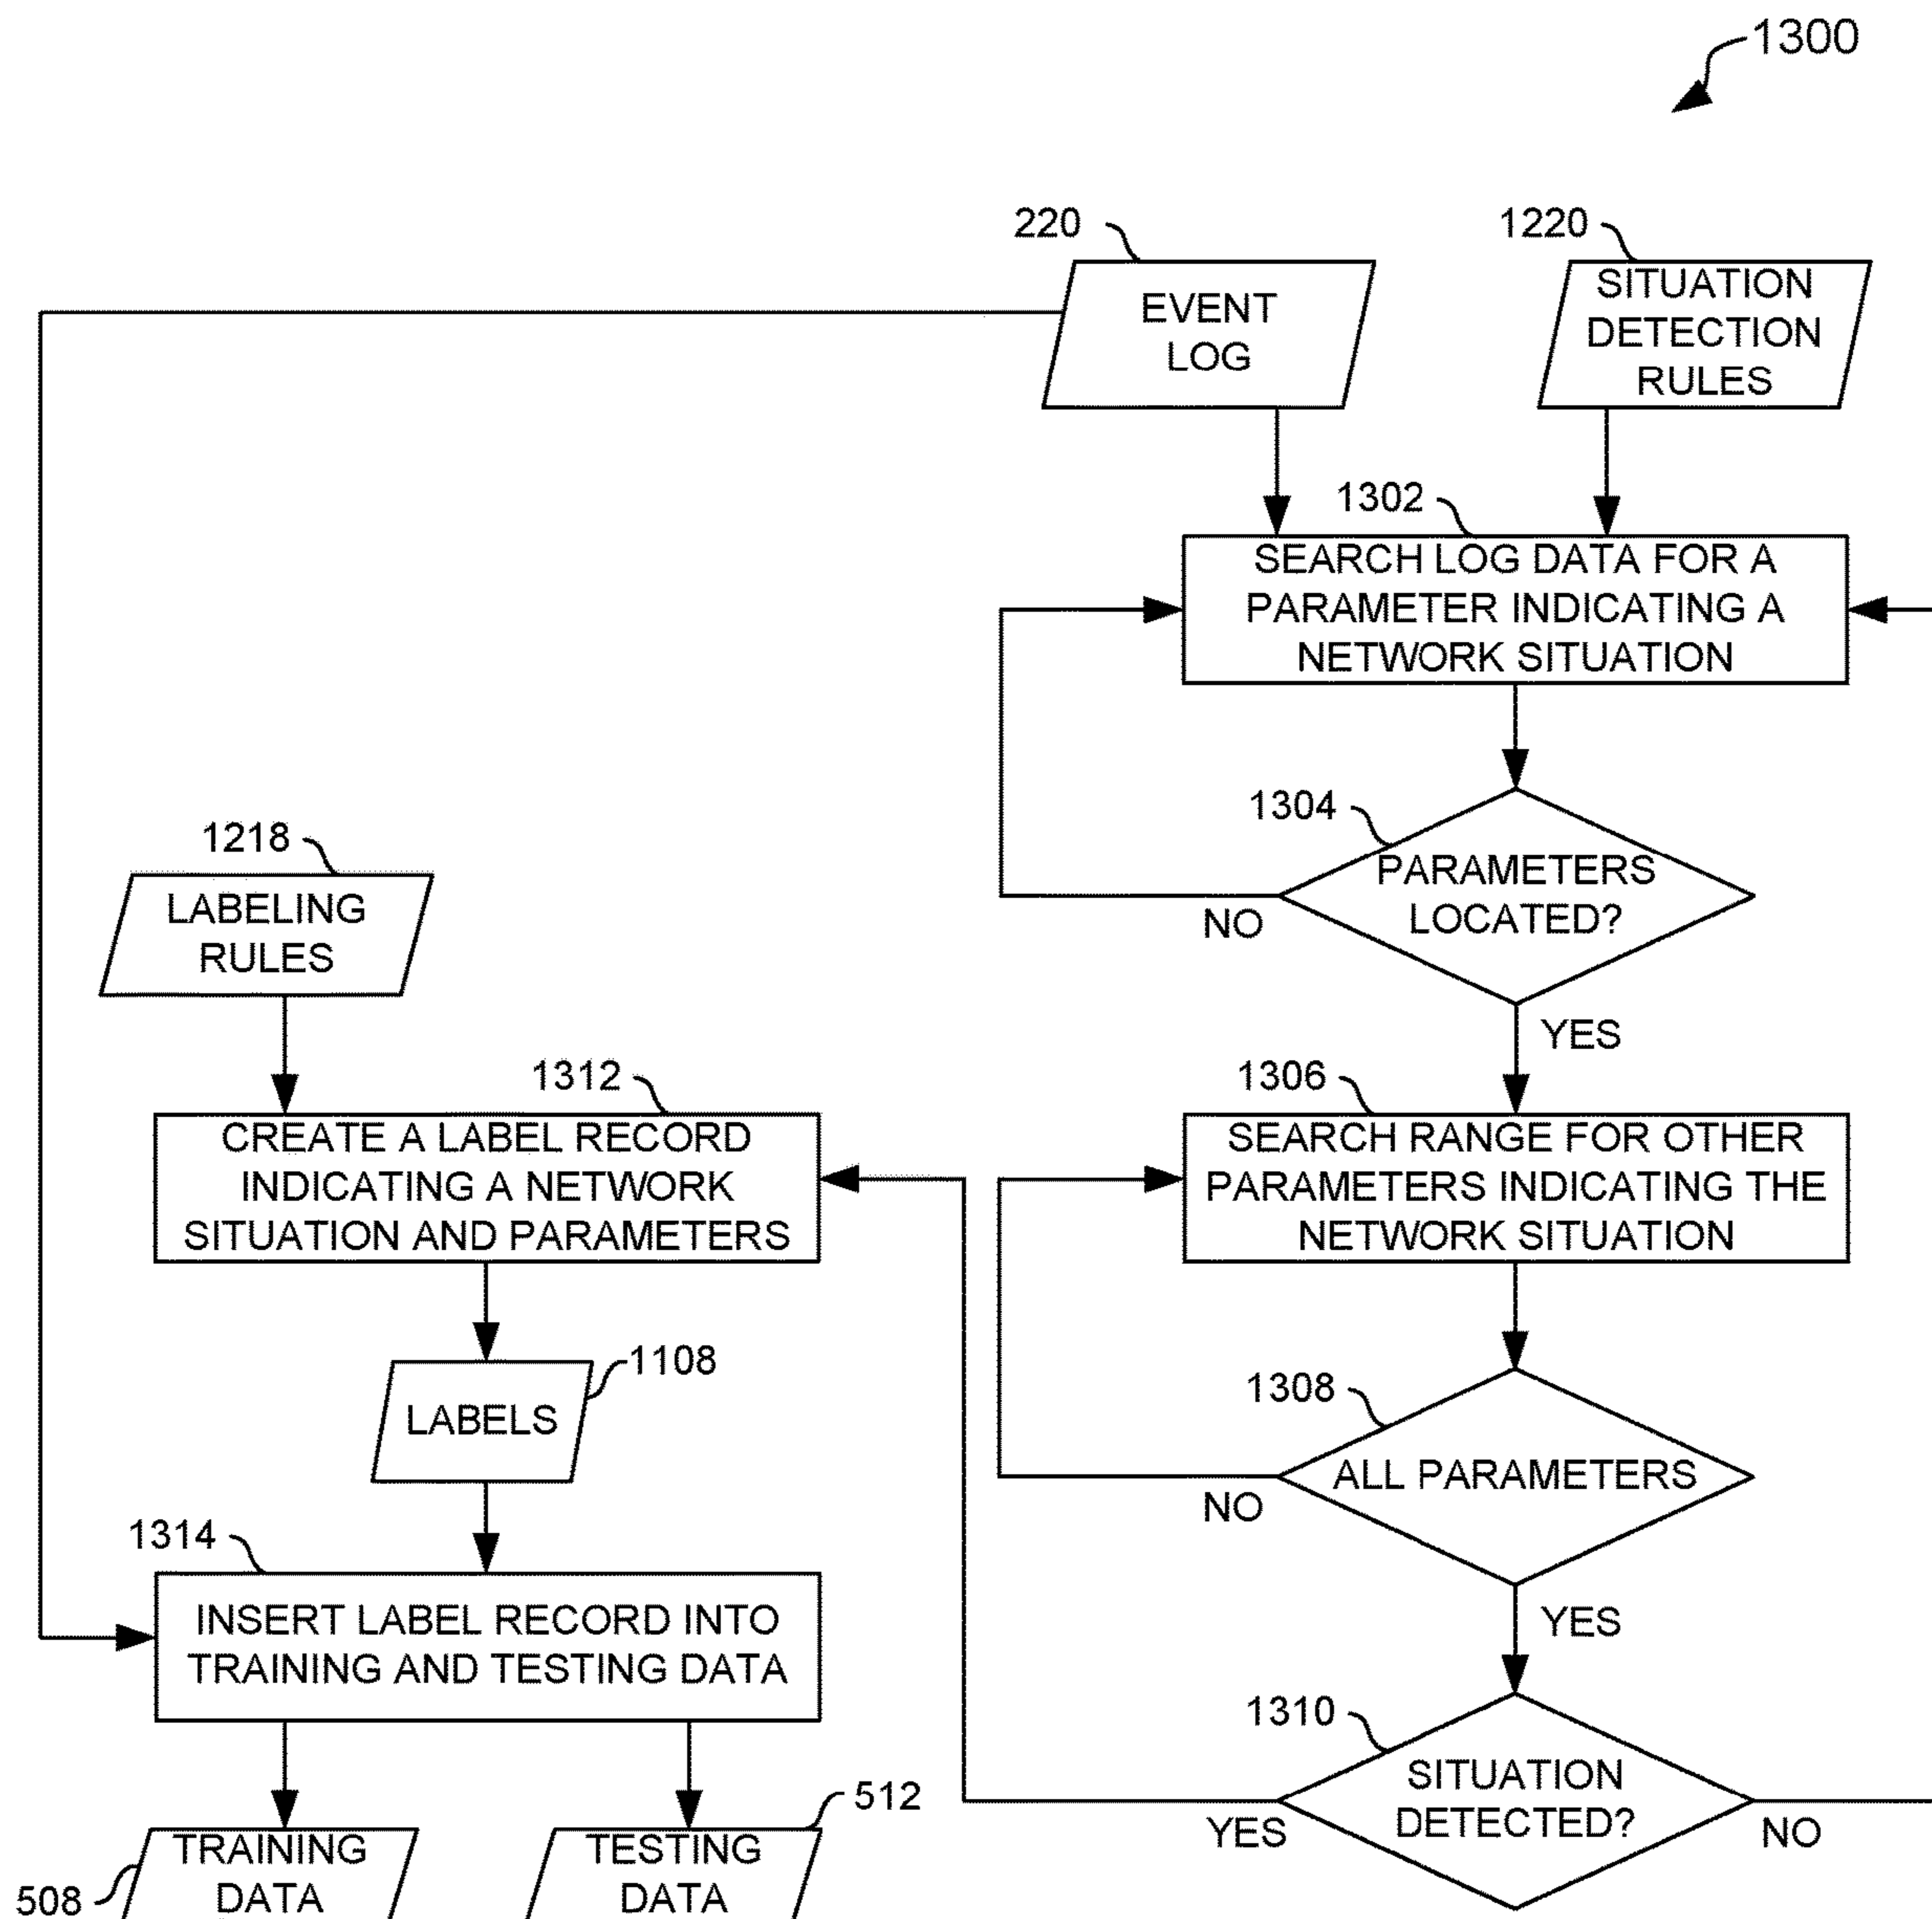 1300
220
1220
EVENT
LOG
SITUATION
DETECTION
RULES
1302
SEARCH LOG DATA FOR A
PARAMETER INDICATING A
NETWORK SITUATION
1304
PARAMETERS
LOCATED?
NO
YES
1218
LABELING
RULES
1312
CREATE A LABEL RECORD
INDICATING A NETWORK
SITUATION AND PARAMETERS
1306
SEARCH RANGE FOR OTHER
PARAMETERS INDICATING THE
NETWORK SITUATION
1108
LABELS
1308
ALL PARAMETERS
NO
YES
1314
INSERT LABEL RECORD INTO
TRAINING AND TESTING DATA
1310
SITUATION
DETECTED?
YES
NO
508
TRAINING
DATA
512
TESTING
DATA